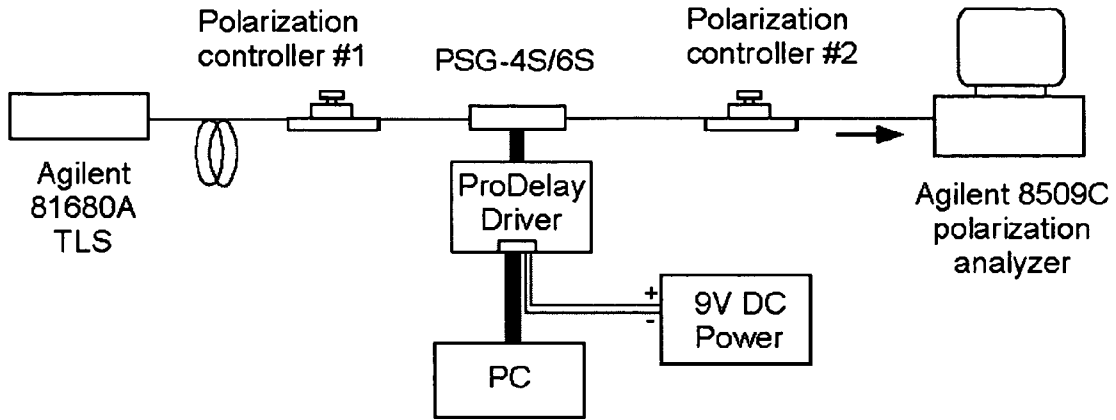 Polarization
controller #1
PSG-4S/6S
Polarization
controller #2
Agilent
81680A
TLS
ProDelay
Driver
Agilent 8509C
polarization
analyzer
+
-
9V DC
Power
PC